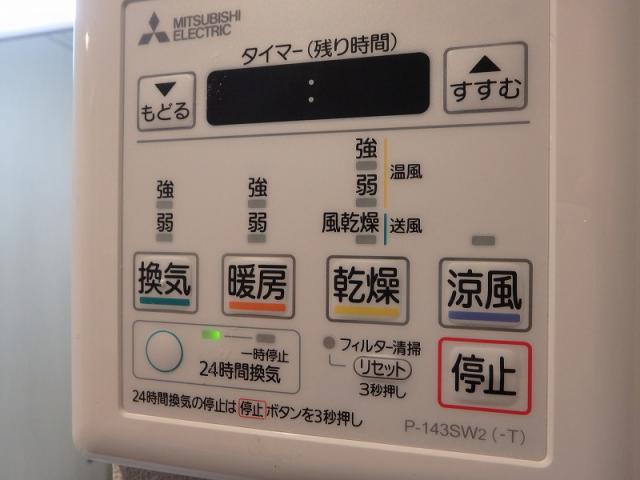 MITSUBISHI
ELECTRIC
タイマー(残り時間)
▼
もどる
:
▲
すすむ
強
弱
強
弱
強
弱
温風
風乾燥
送風
換気
暖房
乾燥
涼風
一時停止
24時間換気
フィルター清掃
リセット
3秒押し
停止
24時間換気の停止は 停止 ボタンを3秒押し
P-143SW2 (-T)